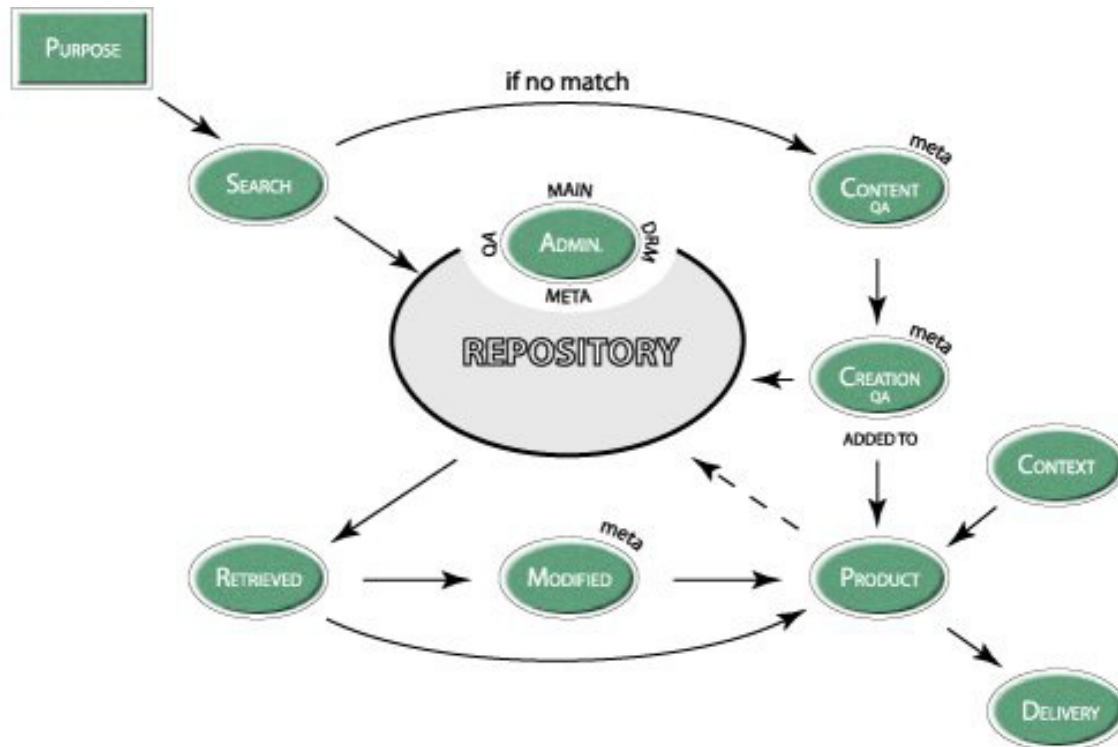 PURPOSE
if no match
SEARCH
meta
CONTENT
QA
MAIN
QA
ADMIN.
DRM
META
REPOSITORY
meta
CREATION
QA
ADDED TO
CONTEXT
RETRIEVED
meta
MODIFIED
PRODUCT
DELIVERY